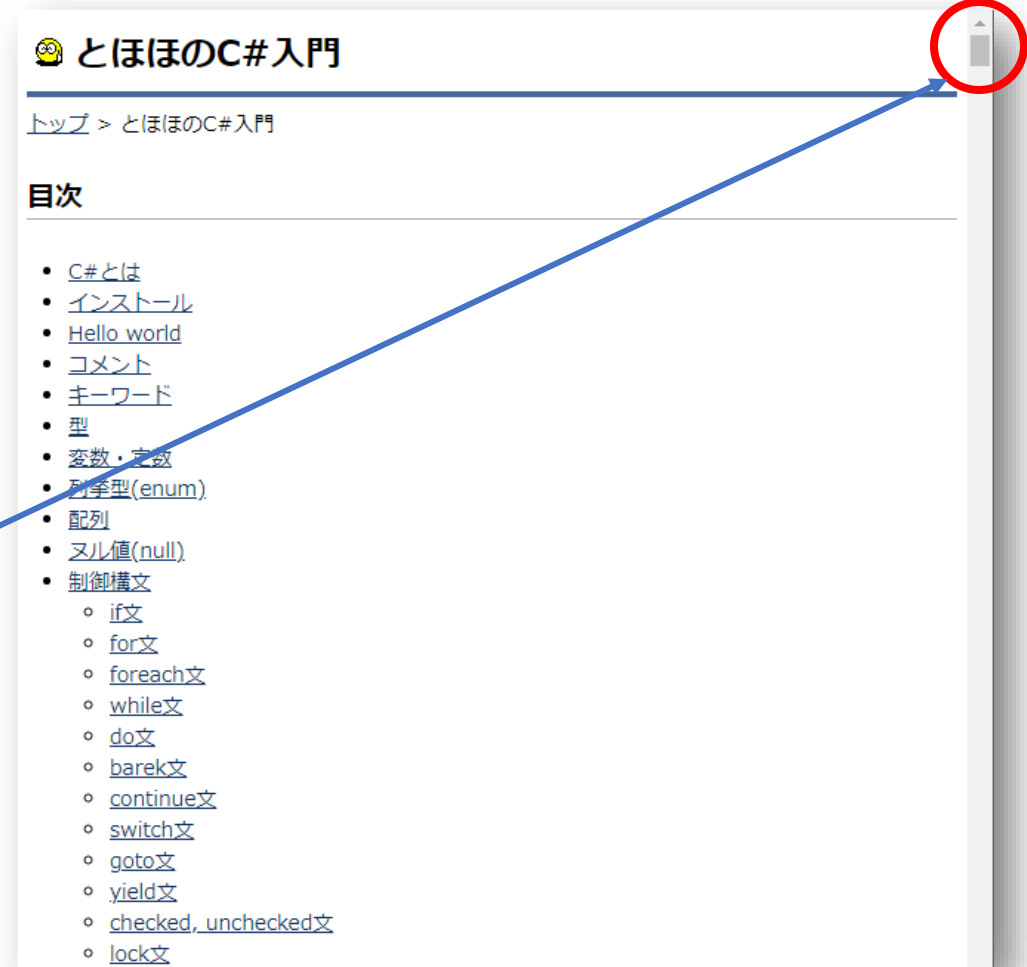 とほほのC#入門
トップ > とほほのC#入門
目次
C#とは
インストール
Hello world
コメント
キーワード
型
変数・定数
列挙型(enum)
配列
ヌル値(null)
制御構文
if文
for文
foreach文
while文
do文
barek文
continue文
switch文
goto文
yield文
checked, unchecked文
lock文